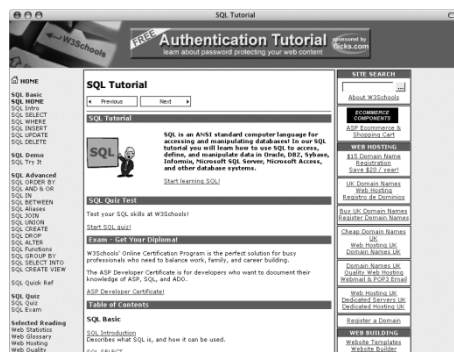 SQL Tutorial
W3Schools
FREE
Authentication Tutorial
learn about password protecting your web content
sponsored by
flicks.com
HOME
SQL Basic
SQL HOME
SQL Intro
SQL SELECT
SQL WHERE
SQL INSERT
SQL UPDATE
SQL DELETE
SQL Demo
SQL Try It
SQL Advanced
SQL ORDER BY
SQL AND & OR
SQL IN
SQL BETWEEN
SQL Aliases
SQL JOIN
SQL UNION
SQL CREATE
SQL DROP
SQL ALTER
SQL Functions
SQL GROUP BY
SQL SELECT INTO
SQL CREATE VIEW
SQL Quick Ref
SQL Quiz
SQL Quiz
SQL Exam
Selected Reading
Web Statistics
Web Glossary
Web Hosting
Web Quality
SQL Tutorial
Previous
Next
SQL Tutorial
SQL
SQL is an ANSI standard computer language for
accessing and manipulating databases! In our SQL
tutorial you will learn how to use SQL to access,
define, and manipulate data in Oracle, DB2, Sybase,
Informix, Microsoft SQL Server, Microsoft Access,
and other database systems.
Start learning SQL!
SQL Quiz Test
Test your SQL skills at W3Schools!
Start SQL quiz!
Exam - Get Your Diploma!
W3Schools' Online Certification Program is the perfect solution for busy
professionals who need to balance work, family, and career building.
The ASP Developer Certificate is for developers who want to document their
knowledge of ASP, SQL, and ADO.
ASP Developer Certificate!
Table of Contents
SQL Basic
SQL Introduction
Describes what SQL is, and how it can be used.
SQL SELECT
SITE SEARCH
...
About W3Schools
ECOMMERCE
COMPONENTS
ASP Ecommerce &
Shopping Cart
WEB HOSTING
$15 Domain Name
Registration
Save $20 / year!
UK Domain Names
Web Hosting
Registro de Dominios
Buy UK Domain Names
Register Domain Names
Cheap Domain Names
UK
Web Hosting UK
Domain Names UK
Domain Names UK
Quality Web Hosting
Webmail & POP3 Email
Web Hosting UK
Dedicated Servers UK
Dedicated Hosting UK
Register a Domain
WEB BUILDING
Website Templates
Website Builder